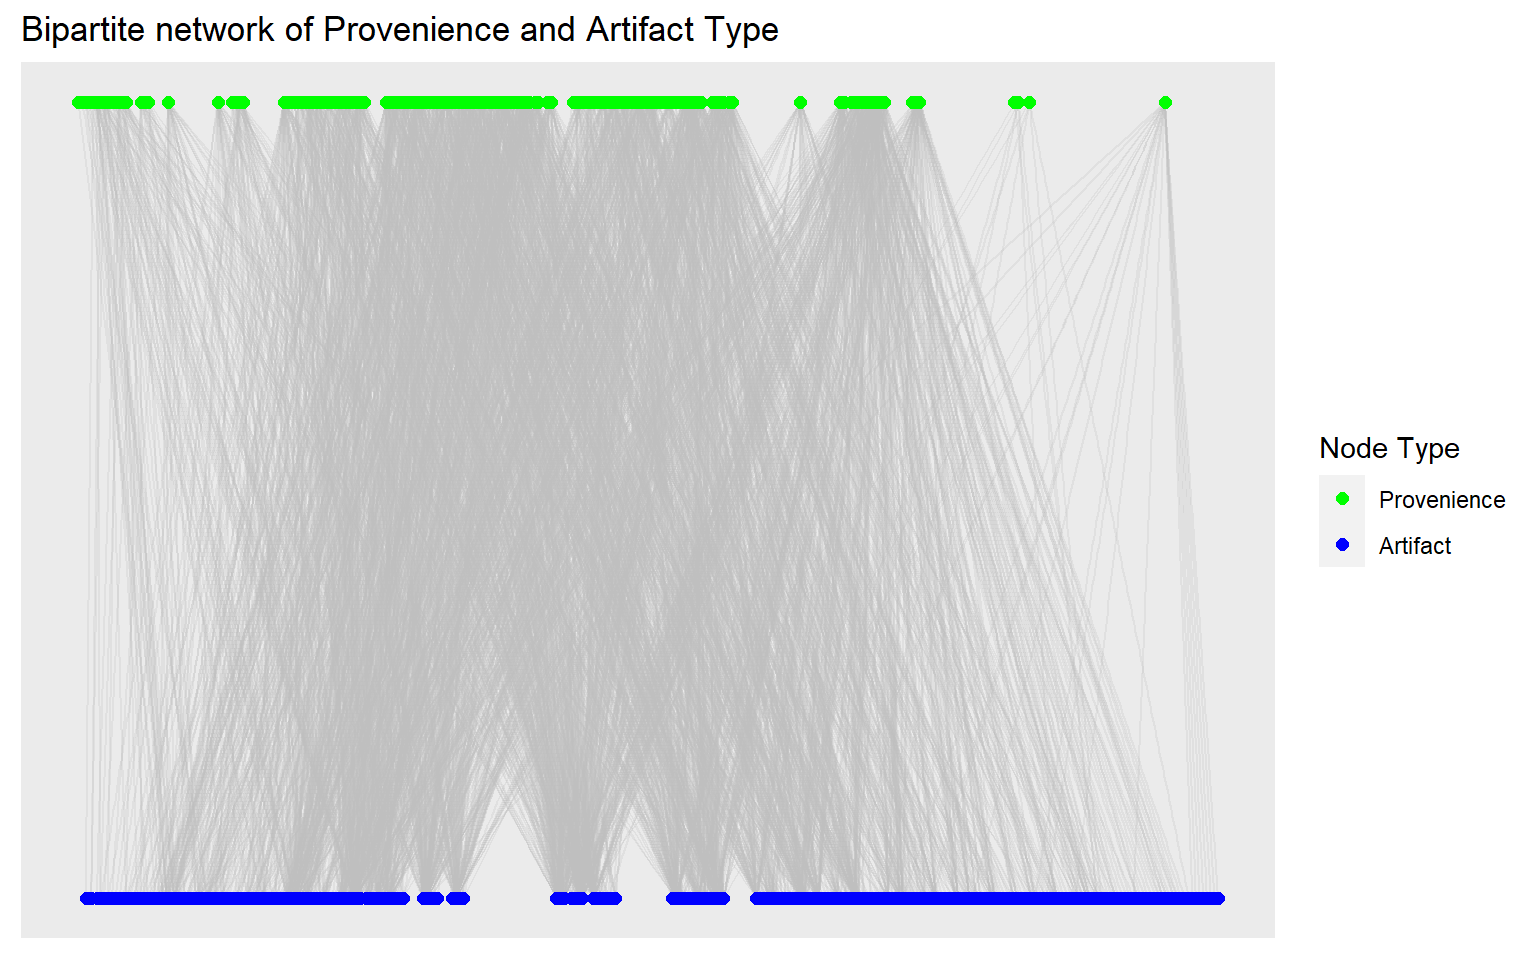 Bipartite network of Provenience and Artifact Type
Node Type
Provenience
Artifact